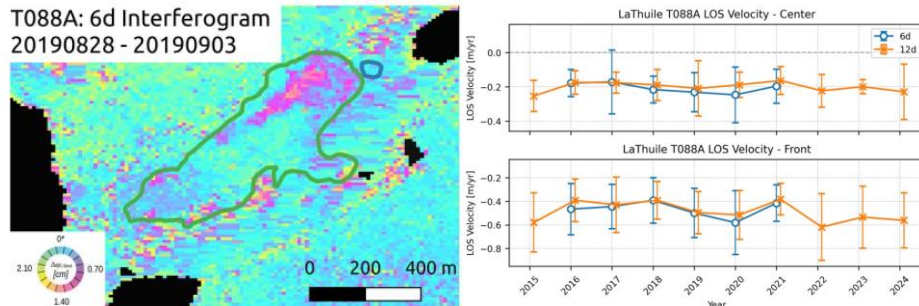 T088A: 6d Interferogram
20190828 - 20190903
0°
2.10
0.70
[cm]
1.40
0 200 400 m
LaThuile T088A LOS Velocity - Center
LOS Velocity [m/yr]
0.0
−0.2
−0.4
6d
12d
LaThuile T088A LOS Velocity - Front
LOS Velocity [m/yr]
−0.2
−0.4
−0.6
−0.8
2015 2016 2017 2018 2019 2020 2021 2022 2023 2024
Year